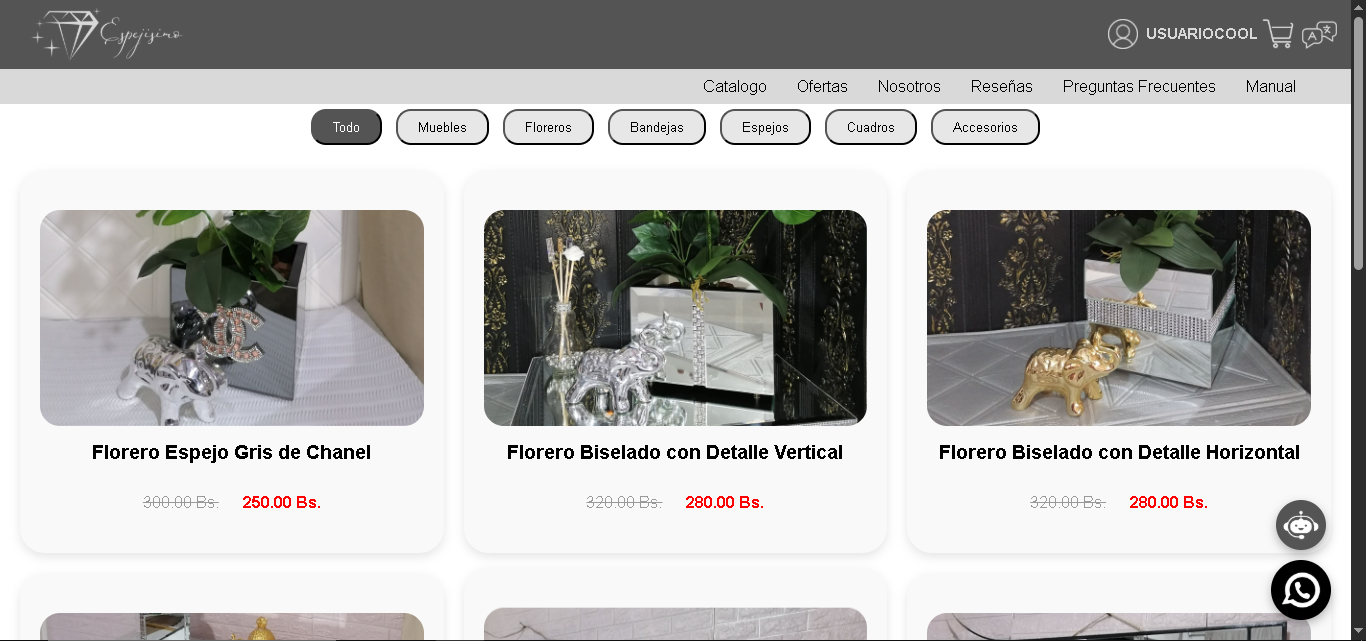 Espejisimo
USUARIOCOOL
Catalogo Ofertas Nosotros Reseñas Preguntas Frecuentes Manual
Todo Muebles Floreros Bandejas Espejos Cuadros Accesorios
Florero Espejo Gris de Chanel
300.00 Bs. 250.00 Bs.
Florero Biselado con Detalle Vertical
320.00 Bs. 280.00 Bs.
Florero Biselado con Detalle Horizontal
320.00 Bs. 280.00 Bs.